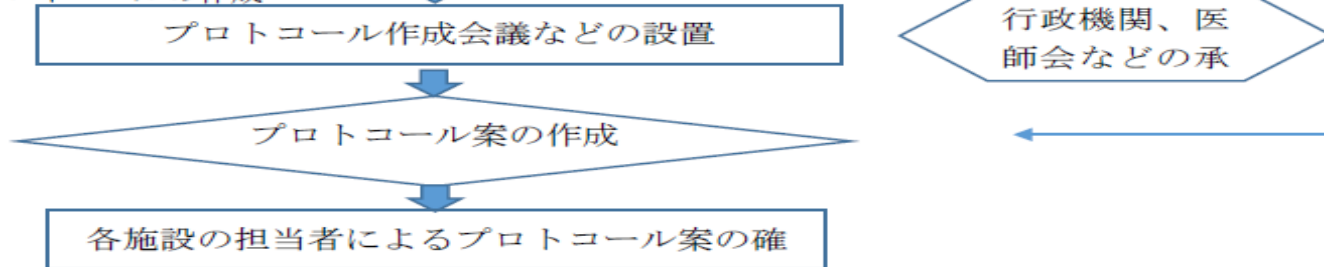 プロトコール作成会議などの設置
行政機関、医
師会などの承
プロトコール案の作成
各施設の担当者によるプロトコール案の確